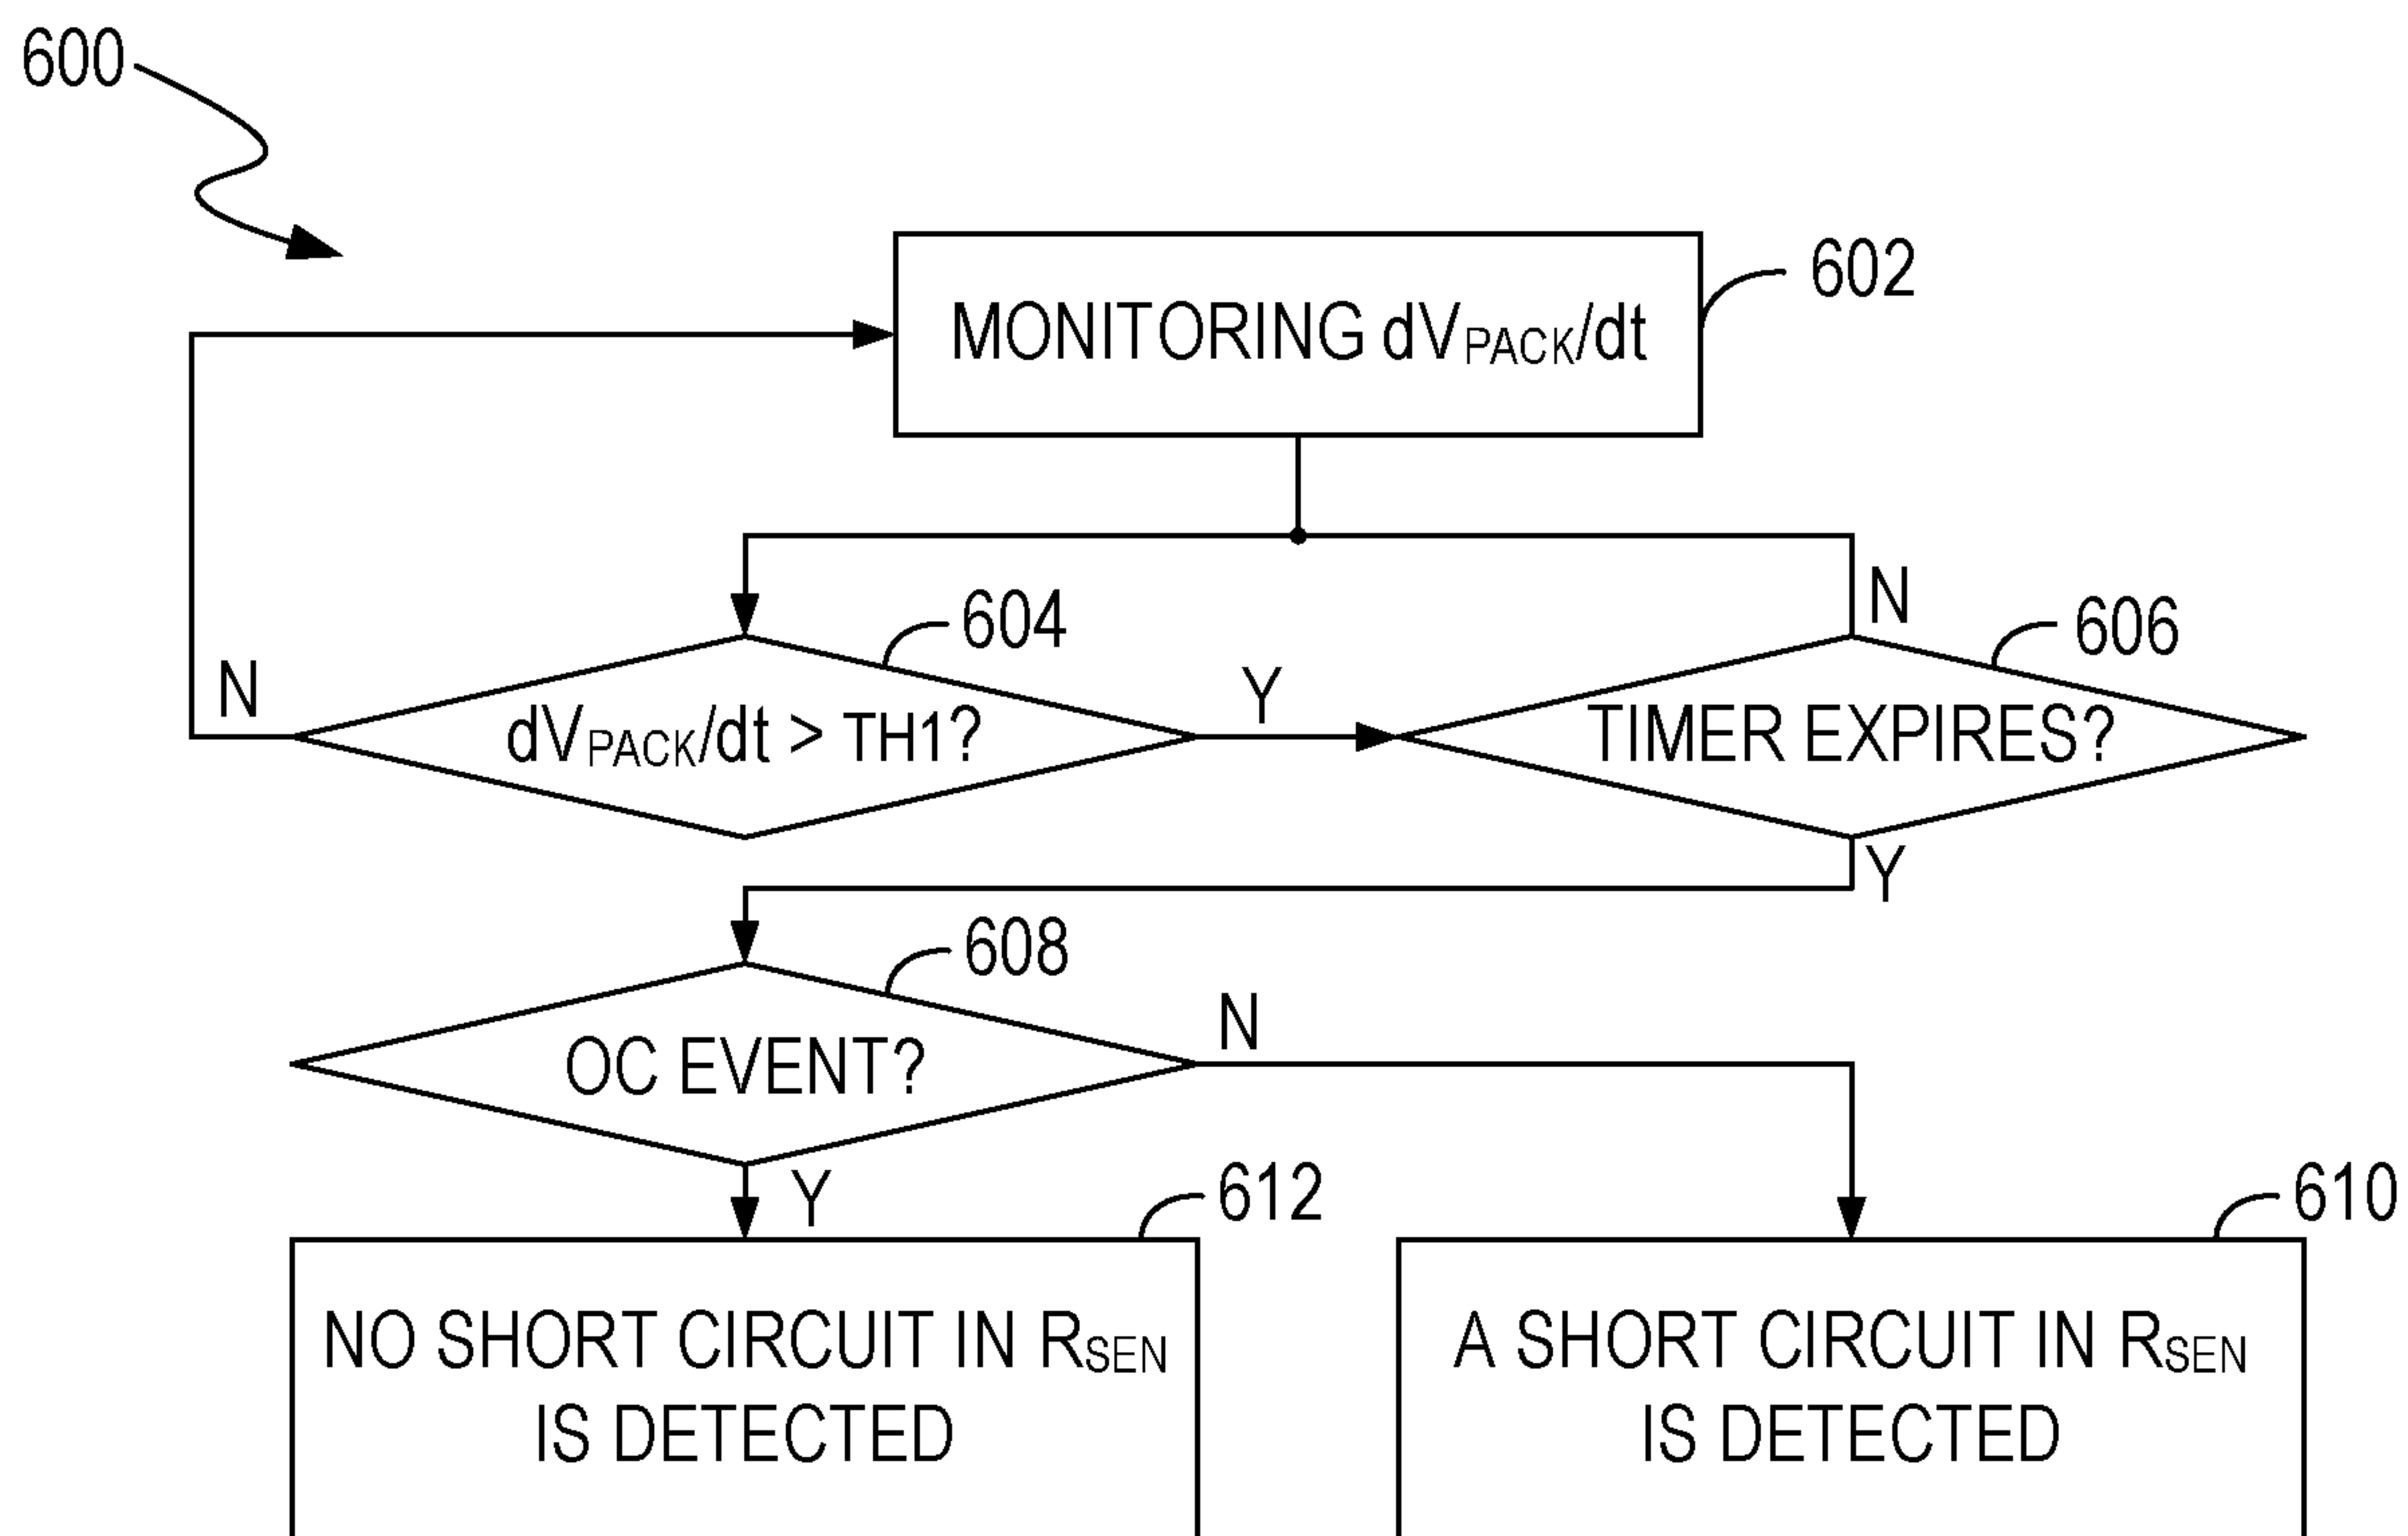 600
602
MONITORING dVPACK/dt
604
N
606
N
dVPACK/dt > TH1?
Y
TIMER EXPIRES?
Y
608
OC EVENT?
N
Y
612
610
NO SHORT CIRCUIT IN RSEN
IS DETECTED
A SHORT CIRCUIT IN RSEN
IS DETECTED